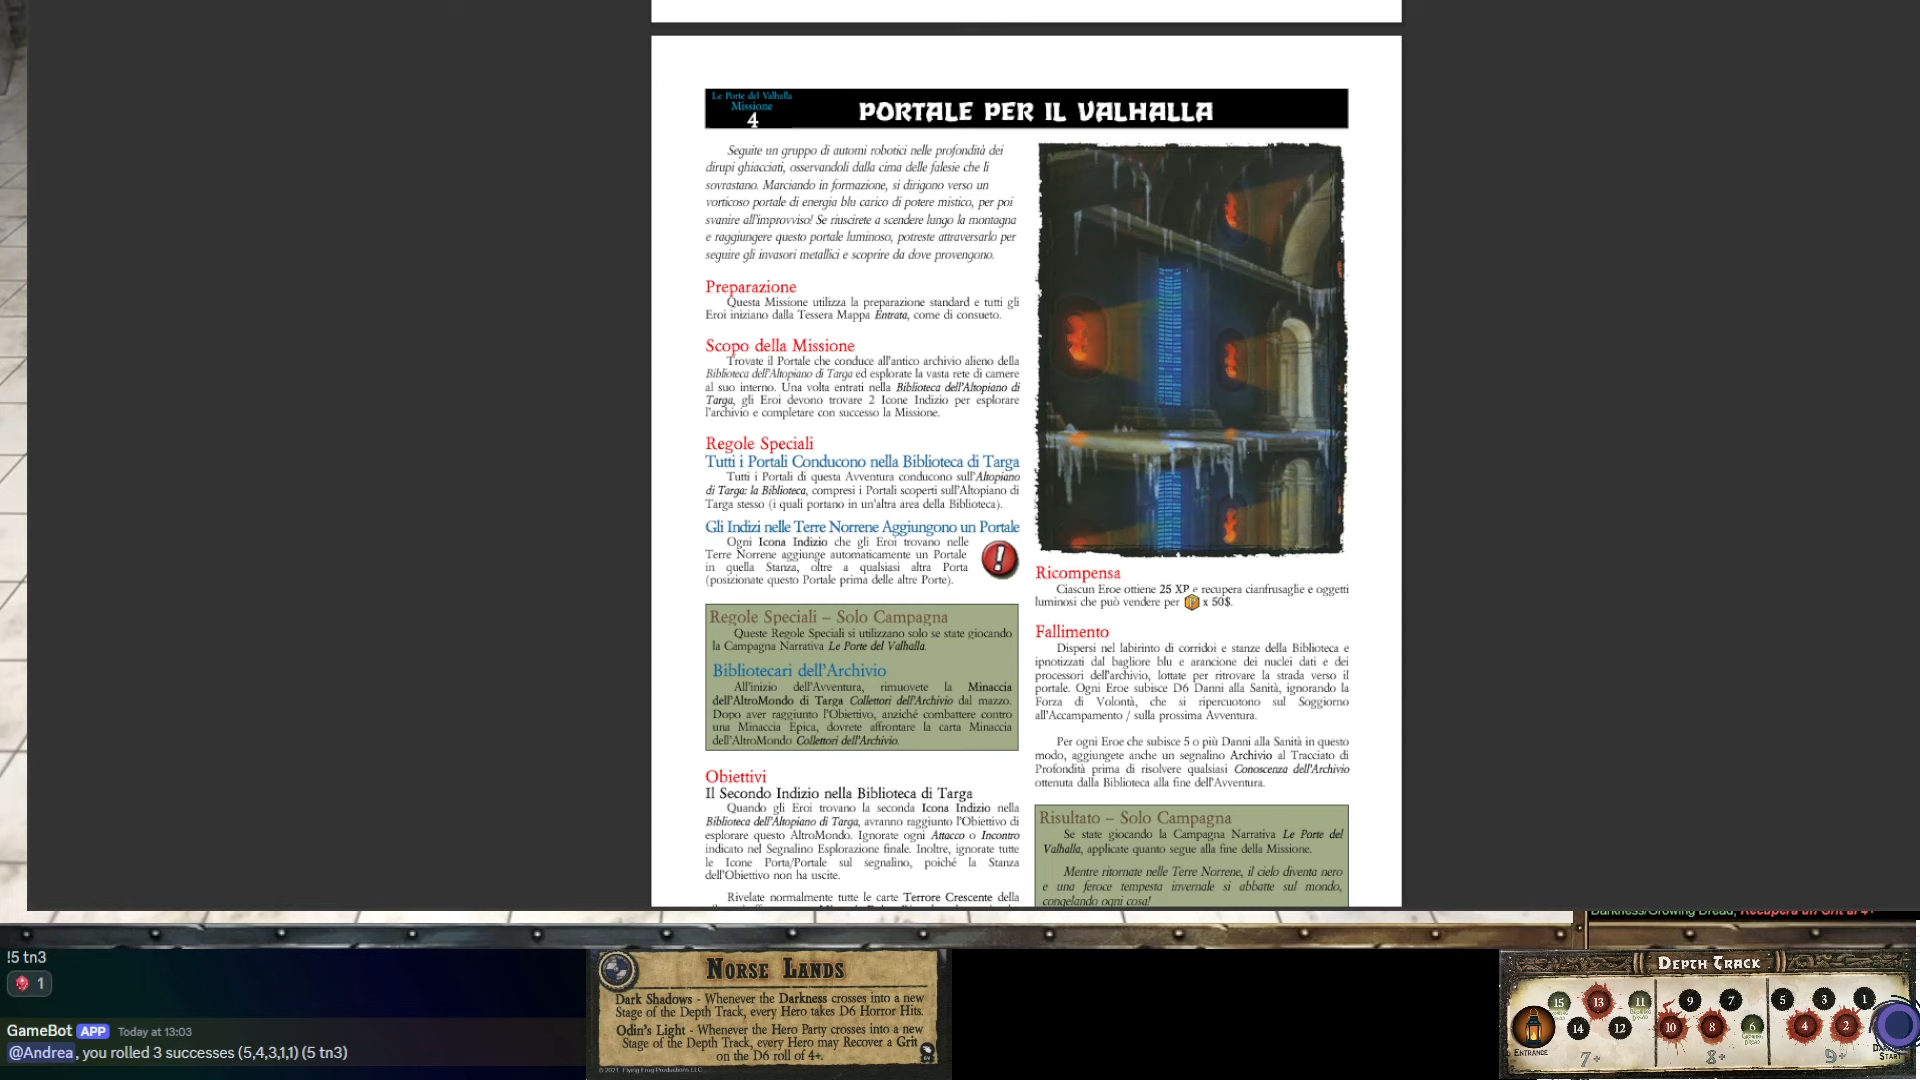 Le Porte del Valhalla
Missione
4
PORTALE PER IL VALHALLA
Seguite un gruppo di automi robotici nelle profondità dei
dirupi ghiacciati, osservandoli dalla cima delle falesie che li
sovrastano. Marciando in formazione, si dirigono verso un
vorticoso portale di energia blu carico di potere mistico, per poi
svanire all'improvviso! Se riuscirete a scendere lungo la montagna
e raggiungere questo portale luminoso, potreste attraversarlo per
seguire gli invasori metallici e scoprire da dove provengono.
Preparazione
Questa Missione utilizza la preparazione standard e tutti gli
Eroi iniziano dalla Tessera Mappa Entrata, come di consueto.
Scopo della Missione
Trovate il Portale che conduce all'antico archivio alieno della
Biblioteca dell'Altopiano di Targa ed esplorate la vasta rete di camere
al suo interno. Una volta entrati nella Biblioteca dell'Altopiano di
Targa, gli Eroi devono trovare 2 Icone Indizio per esplorare
l'archivio e completare con successo la Missione.
Regole Speciali
Tutti i Portali Conducono nella Biblioteca di Targa
Tutti i Portali di questa Avventura conducono sull'Altopiano
di Targa: la Biblioteca, compresi i Portali scoperti sull'Altopiano di
Targa stesso (i quali portano in un'altra area della Biblioteca).
Gli Indizi nelle Terre Norrene Aggiungono un Portale
Ogni Icona Indizio che gli Eroi trovano nelle
Terre Norrene aggiunge automaticamente un Portale
in quella Stanza, oltre a qualsiasi altra Porta
(posizionate questo Portale prima delle altre Porte).
Regole Speciali – Solo Campagna
Queste Regole Speciali si utilizzano solo se state giocando
la Campagna Narrativa Le Porte del Valhalla.
Bibliotecari dell'Archivio
All'inizio dell'Avventura, rimuovete la Minaccia
dell'AltroMondo di Targa Collettori dell'Archivio dal mazzo.
Dopo aver raggiunto l'Obiettivo, anziché combattere contro
una Minaccia Epica, dovrete affrontare la carta Minaccia
dell'AltroMondo Collettori dell'Archivio.
Obiettivi
Il Secondo Indizio nella Biblioteca di Targa
Quando gli Eroi trovano la seconda Icona Indizio nella
Biblioteca dell'Altopiano di Targa, avranno raggiunto l'Obiettivo di
esplorare questo AltroMondo. Ignorate ogni Attacco o Incontro
indicato nel Segnalino Esplorazione finale. Inoltre, ignorate tutte
le Icone Porta/Portale sul segnalino, poiché la Stanza
dell'Obiettivo non ha uscite.
Rivelate normalmente tutte le carte Terrore Crescente della
Ricompensa
Ciascun Eroe ottiene 25 XP e recupera cianfrusaglie e oggetti
luminosi che può vendere per x 50$.
Fallimento
Dispersi nel labirinto di corridoi e stanze della Biblioteca e
ipnotizzati dal bagliore blu e arancione dei nuclei dati e dei
processori dell'archivio, lottate per ritrovare la strada verso il
portale. Ogni Eroe subisce D6 Danni alla Sanità, ignorando la
Forza di Volontà, che si ripercuotono sul Soggiorno
all'Accampamento / sulla prossima Avventura.
Per ogni Eroe che subisce 5 o più Danni alla Sanità in questo
modo, aggiungete anche un segnalino Archivio al Tracciato di
Profondità prima di risolvere qualsiasi Conoscenza dell'Archivio
ottenuta dalla Biblioteca alla fine dell'Avventura.
Risultato – Solo Campagna
Se state giocando la Campagna Narrativa Le Porte del
Valhalla, applicate quanto segue alla fine della Missione.
Mentre ritornate nelle Terre Norrene, il cielo diventa nero
e una feroce tempesta invernale si abbatte sul mondo,
congelando ogni cosa!
Darkness/Growing Dread, Recupera un Grit al 4+
!5 tn3
1
GameBot APP Today at 13:03
@Andrea, you rolled 3 successes (5,4,3,1,1) (5 tn3)
NORSE LANDS
Dark Shadows - Whenever the Darkness crosses into a new
Stage of the Depth Track, every Hero takes D6 Horror Hits.
Odin's Light - Whenever the Hero Party crosses into a new
Stage of the Depth Track, every Hero may Recover a Grit
on the D6 roll of 4+.
© 2021 Flying Frog Productions LLC
DEPTH TRACK
15 13 11 9 7 5 3 1
14 12 10 8 6 4 2
ENTRANCE
GROWING DREAD
7+ 8+ 9+
START